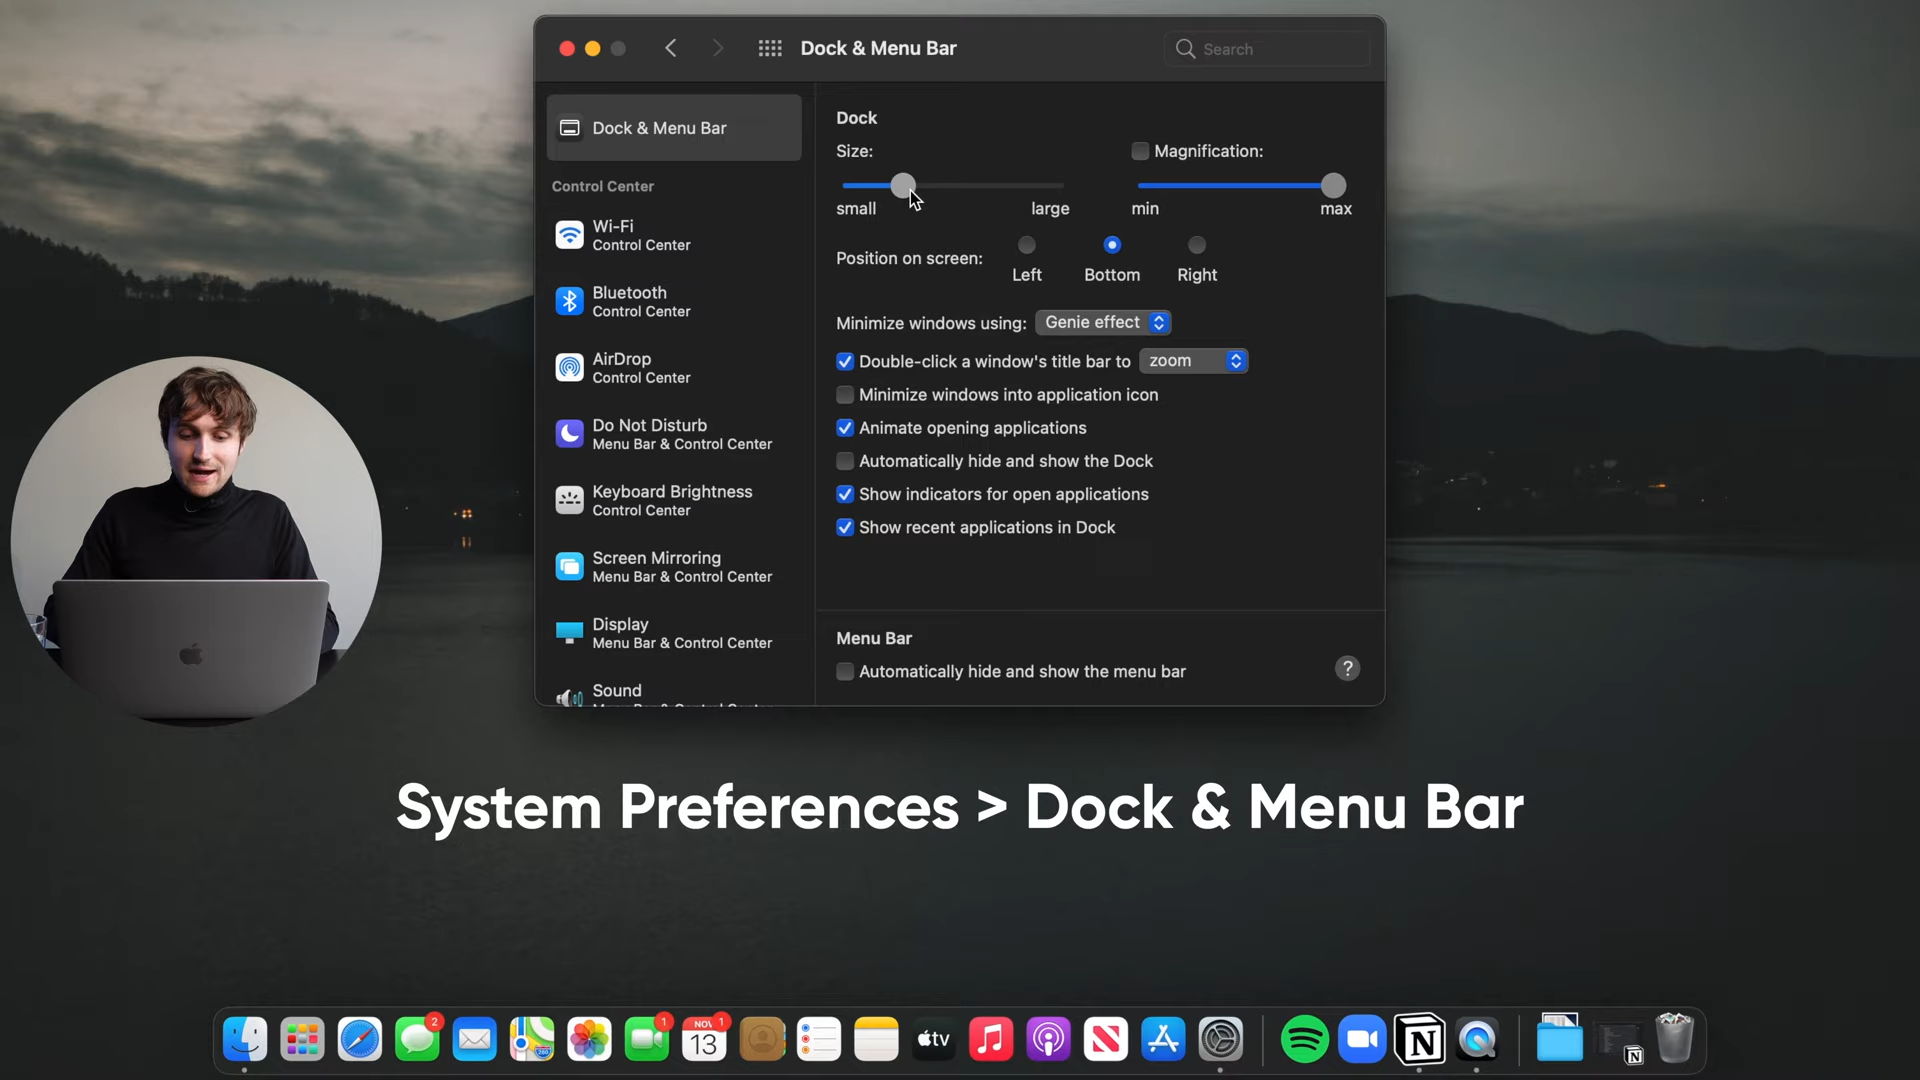 Dock & Menu Bar
Search
Dock & Menu Bar
Control Center
Wi-Fi
Control Center
Bluetooth
Control Center
AirDrop
Control Center
Do Not Disturb
Menu Bar & Control Center
Keyboard Brightness
Control Center
Screen Mirroring
Menu Bar & Control Center
Display
Menu Bar & Control Center
Sound
Dock
Size:
Magnification:
small large
min max
Position on screen:
Left Bottom Right
Minimize windows using: Genie effect
Double-click a window's title bar to zoom
Minimize windows into application icon
Animate opening applications
Automatically hide and show the Dock
Show indicators for open applications
Show recent applications in Dock
Menu Bar
Automatically hide and show the menu bar
?
System Preferences > Dock & Menu Bar
2
1
NOV 1
13
tv
N
N
N